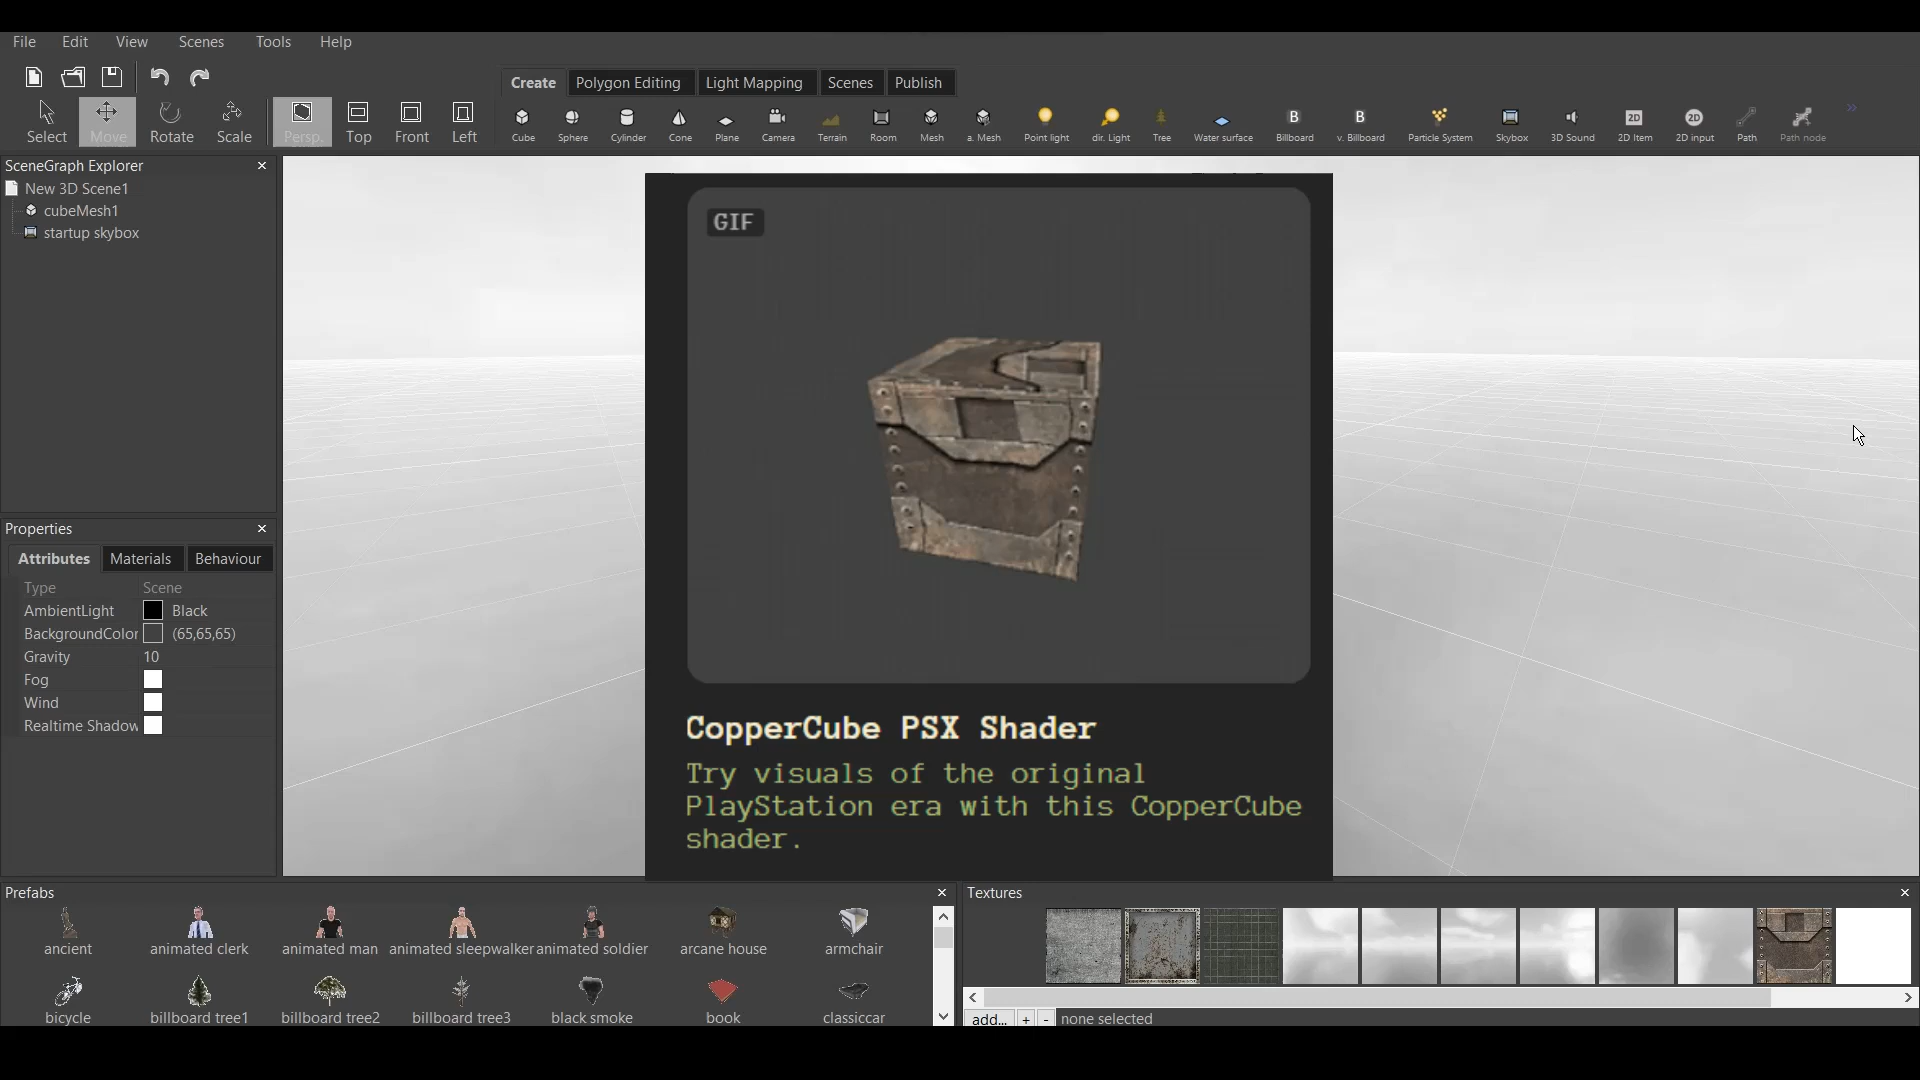 File Edit View Scenes Tools Help
Create Polygon Editing Light Mapping Scenes Publish
Select Move Rotate Scale Persp. Top Front Left
Cube Sphere Cylinder Cone Plane Camera Terrain Room Mesh a. Mesh Point light dir. Light Tree Water surface Billboard v. Billboard Particle System Skybox 3D Sound 2D Item 2D input Path Path node
B B 2D 2D
SceneGraph Explorer
New 3D Scene1
cubeMesh1
startup skybox
GIF
CopperCube PSX Shader
Try visuals of the original
PlayStation era with this CopperCube
shader.
Properties
Attributes Materials Behaviour
Type Scene
AmbientLight Black
BackgroundColor (65,65,65)
Gravity 10
Fog
Wind
Realtime Shadow
Prefabs
ancient animated clerk animated man animated sleepwalker animated soldier arcane house armchair
bicycle billboard tree1 billboard tree2 billboard tree3 black smoke book classiccar
Textures
add... + - none selected